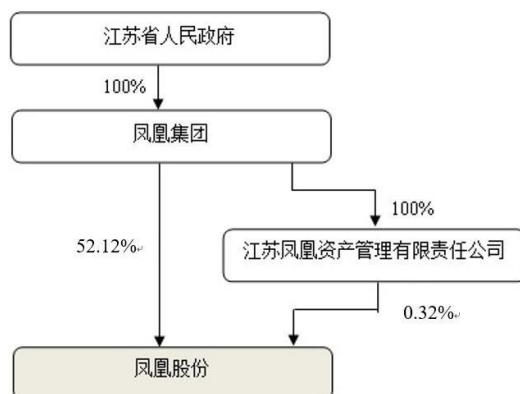 江苏省人民政府
100%
凤凰集团
100%
52.12%
江苏凤凰资产管理有限责任公司
0.32%
凤凰股份